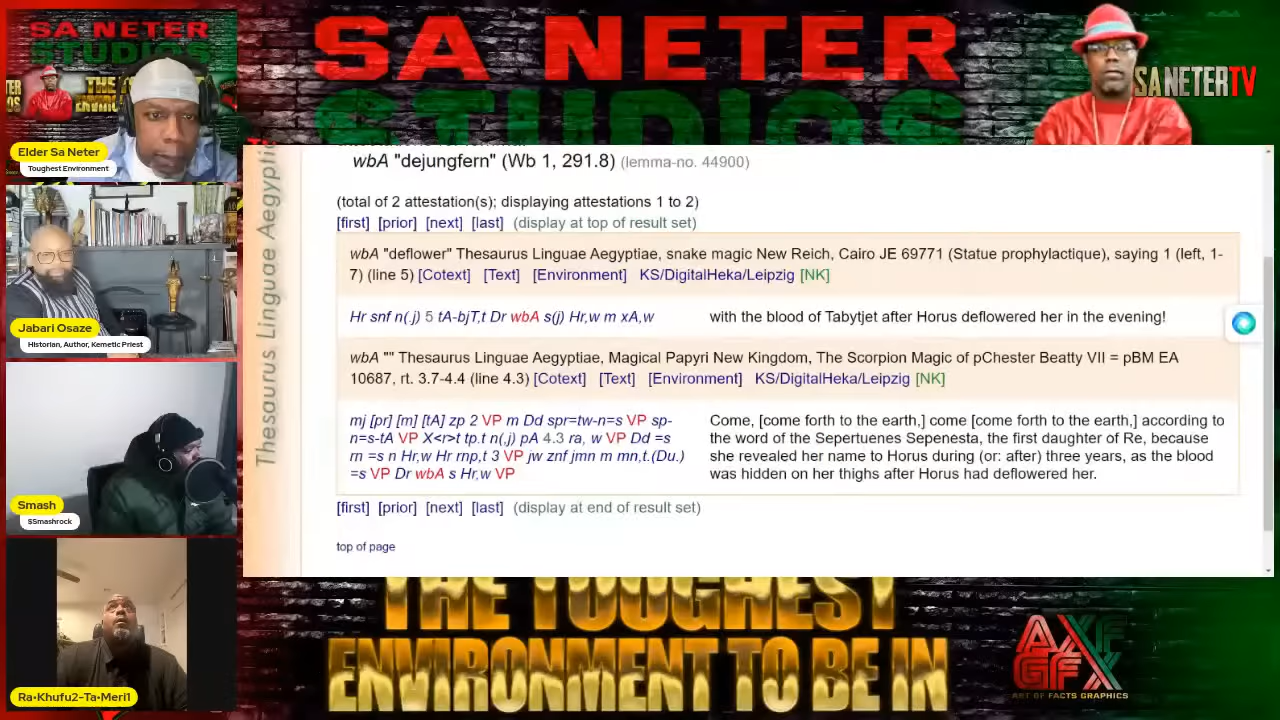 SA NETER
STUDIOS
SA NETER
STUDIOS
SANETERTV
Elder Sa Neter
Toughest Environment
Jabari Osaze
Historian, Author, Kemetic Priest
Smash
$Smashrock
Ra-Khufu2-Ta-Meri1
Thesaurus Linguae Aegyptia
wbA "dejungfern" (Wb 1, 291.8) (lemma-no. 44900)
(total of 2 attestation(s); displaying attestations 1 to 2)
[first] [prior] [next] [last] (display at top of result set)
wbA "deflower" Thesaurus Linguae Aegyptiae, snake magic New Reich, Cairo JE 69771 (Statue prophylactique), saying 1 (left, 1-
7) (line 5) [Cotext] [Text] [Environment] KS/DigitalHeka/Leipzig [NK]
Hr snf n(.j) 5 tA-bjT,t Dr wbA s(j) Hr,w m xA,w
with the blood of Tabytjet after Horus deflowered her in the evening!
wbA "" Thesaurus Linguae Aegyptiae, Magical Papyri New Kingdom, The Scorpion Magic of pChester Beatty VII = pBM EA
10687, rt. 3.7-4.4 (line 4.3) [Cotext] [Text] [Environment] KS/DigitalHeka/Leipzig [NK]
mj [pr] [m] [tA] zp 2 VP m Dd spr=tw-n=s VP sp-
n=s-tA VP X<r>t tp.t n(,j) pA 4.3 ra, w VP Dd =s
rn =s n Hr,w Hr rnp,t 3 VP jw znf jmn m mn,t.(Du.)
=s VP Dr wbA s Hr,w VP
Come, [come forth to the earth,] come [come forth to the earth,] according to
the word of the Sepertuenes Sepenesta, the first daughter of Re, because
she revealed her name to Horus during (or: after) three years, as the blood
was hidden on her thighs after Horus had deflowered her.
[first] [prior] [next] [last] (display at end of result set)
top of page
THE TOUGHEST
ENVIRONMENT TO BE IN
AXF
GFX
ART OF FACTS GRAPHICS